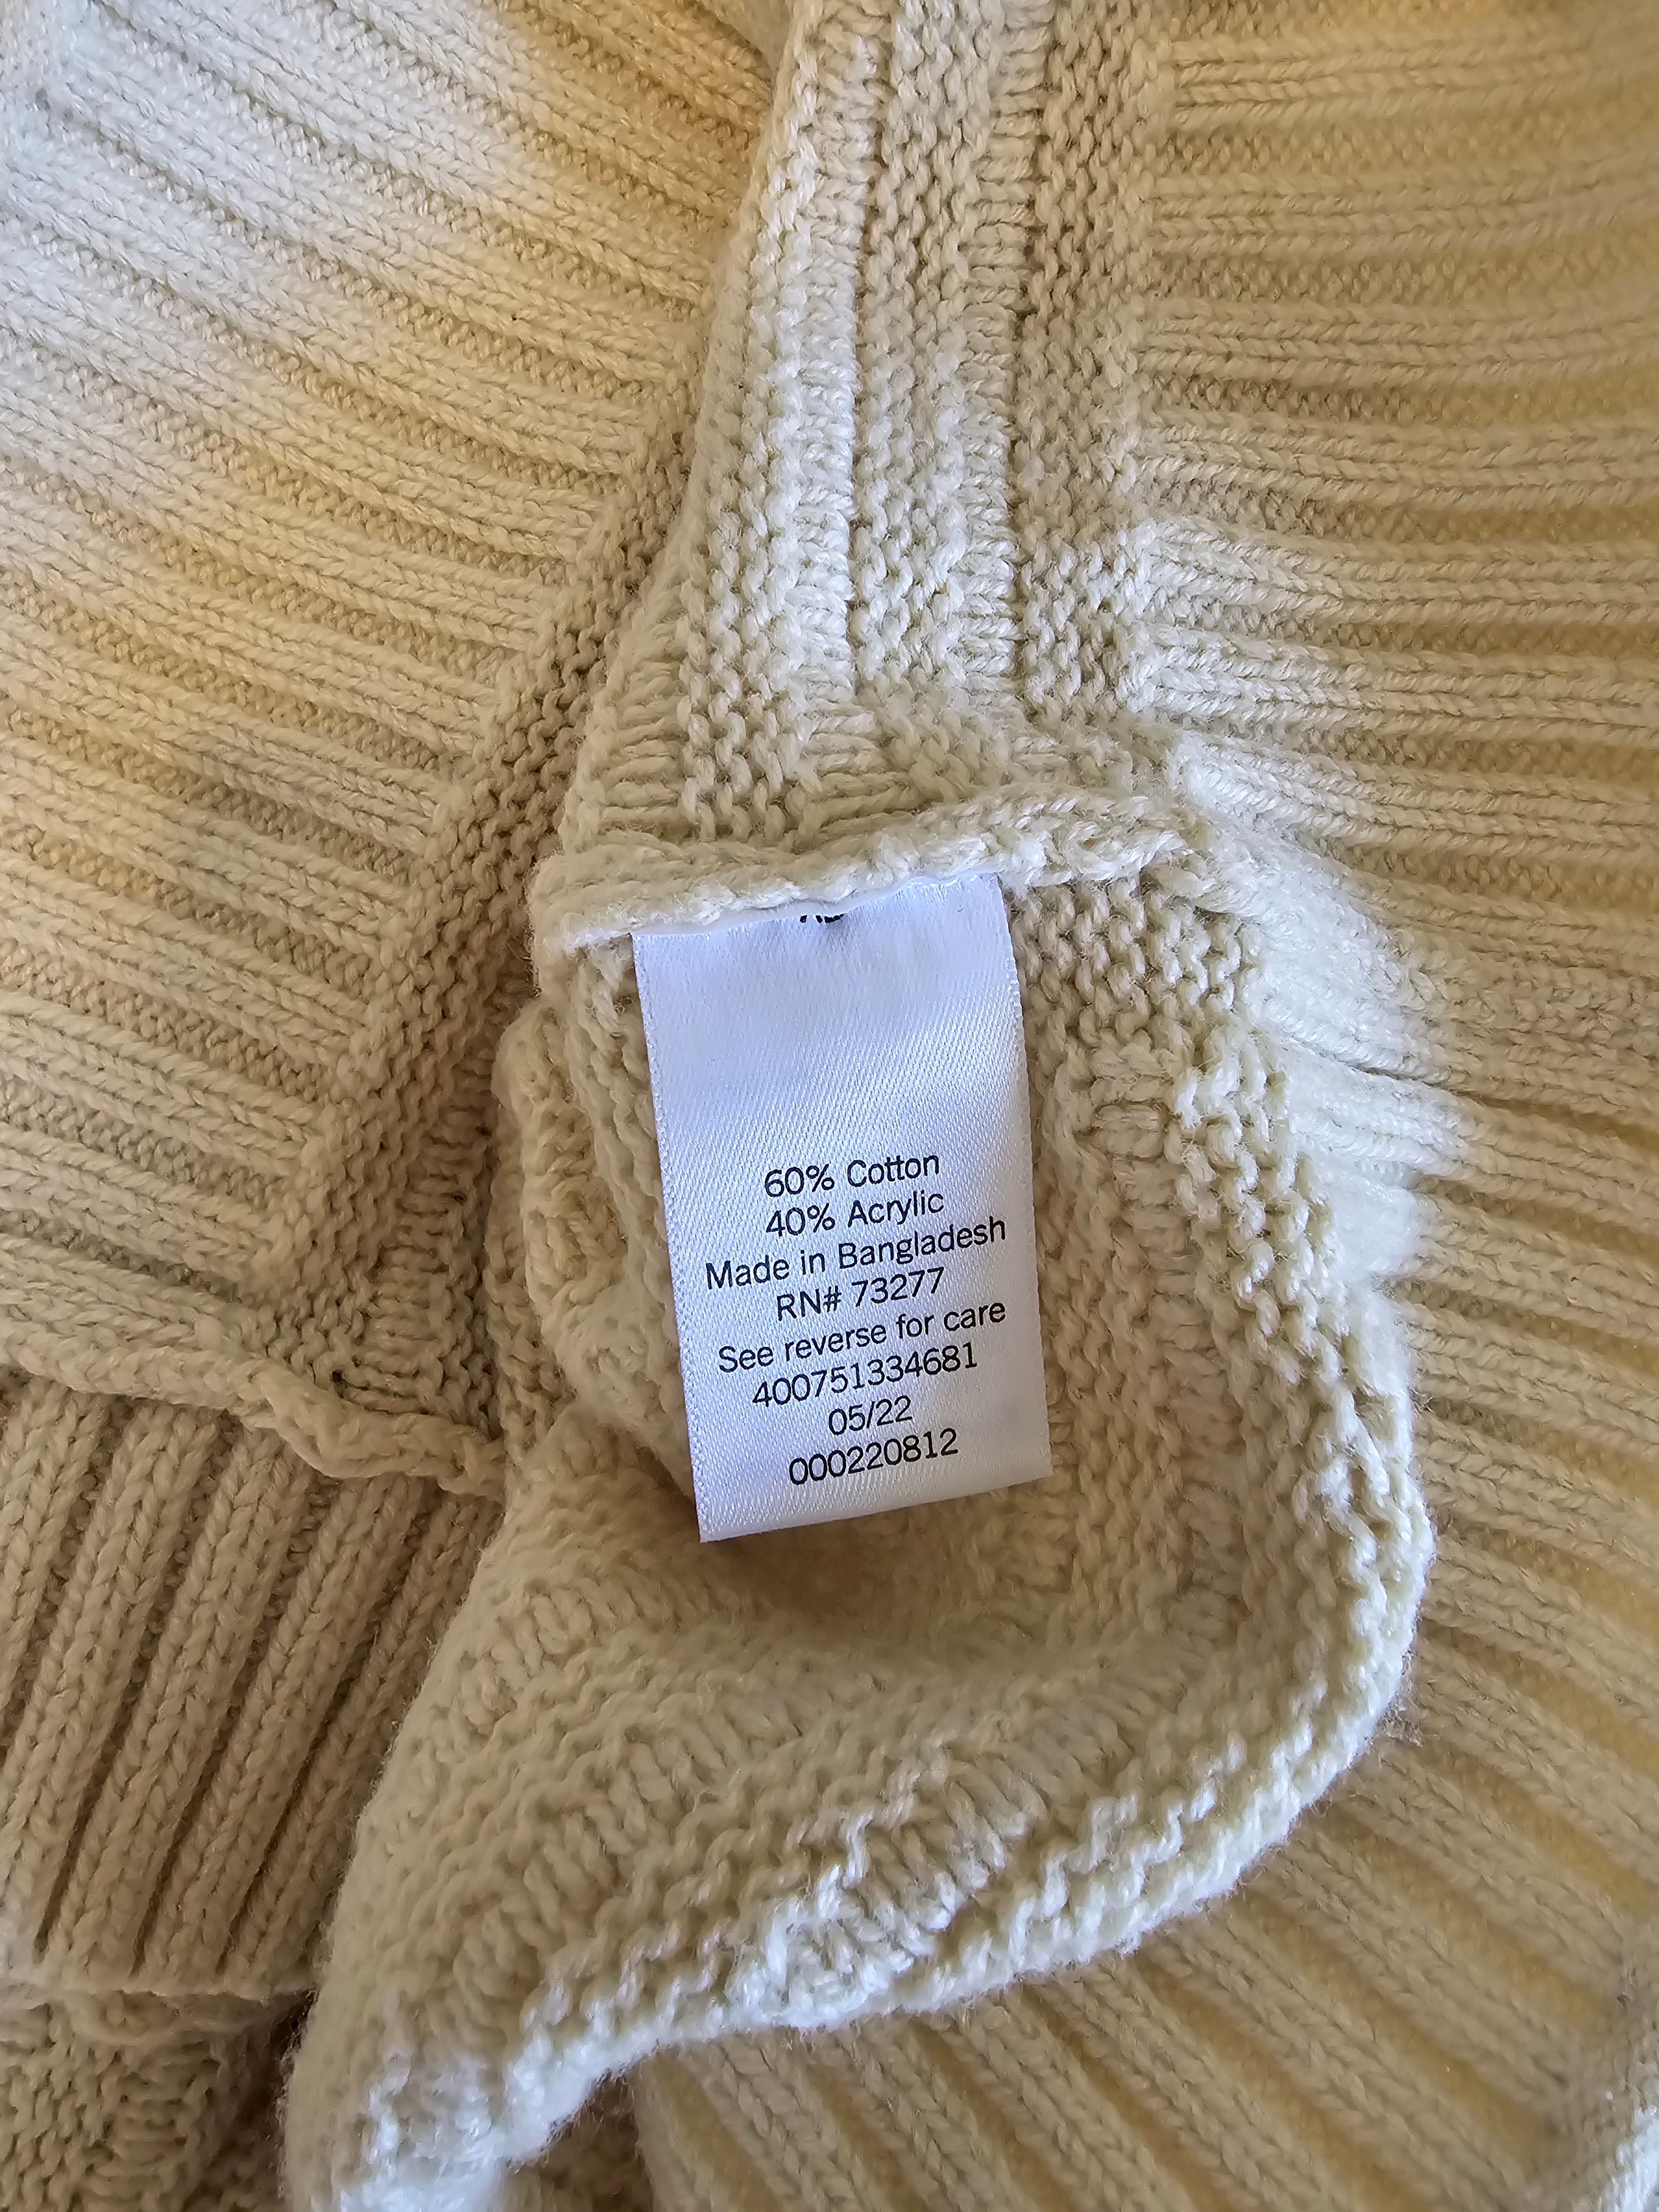 60% Cotton
40% Acrylic
Made in Bangladesh
RN# 73277
See reverse for care
400751334681
05/22
000220812